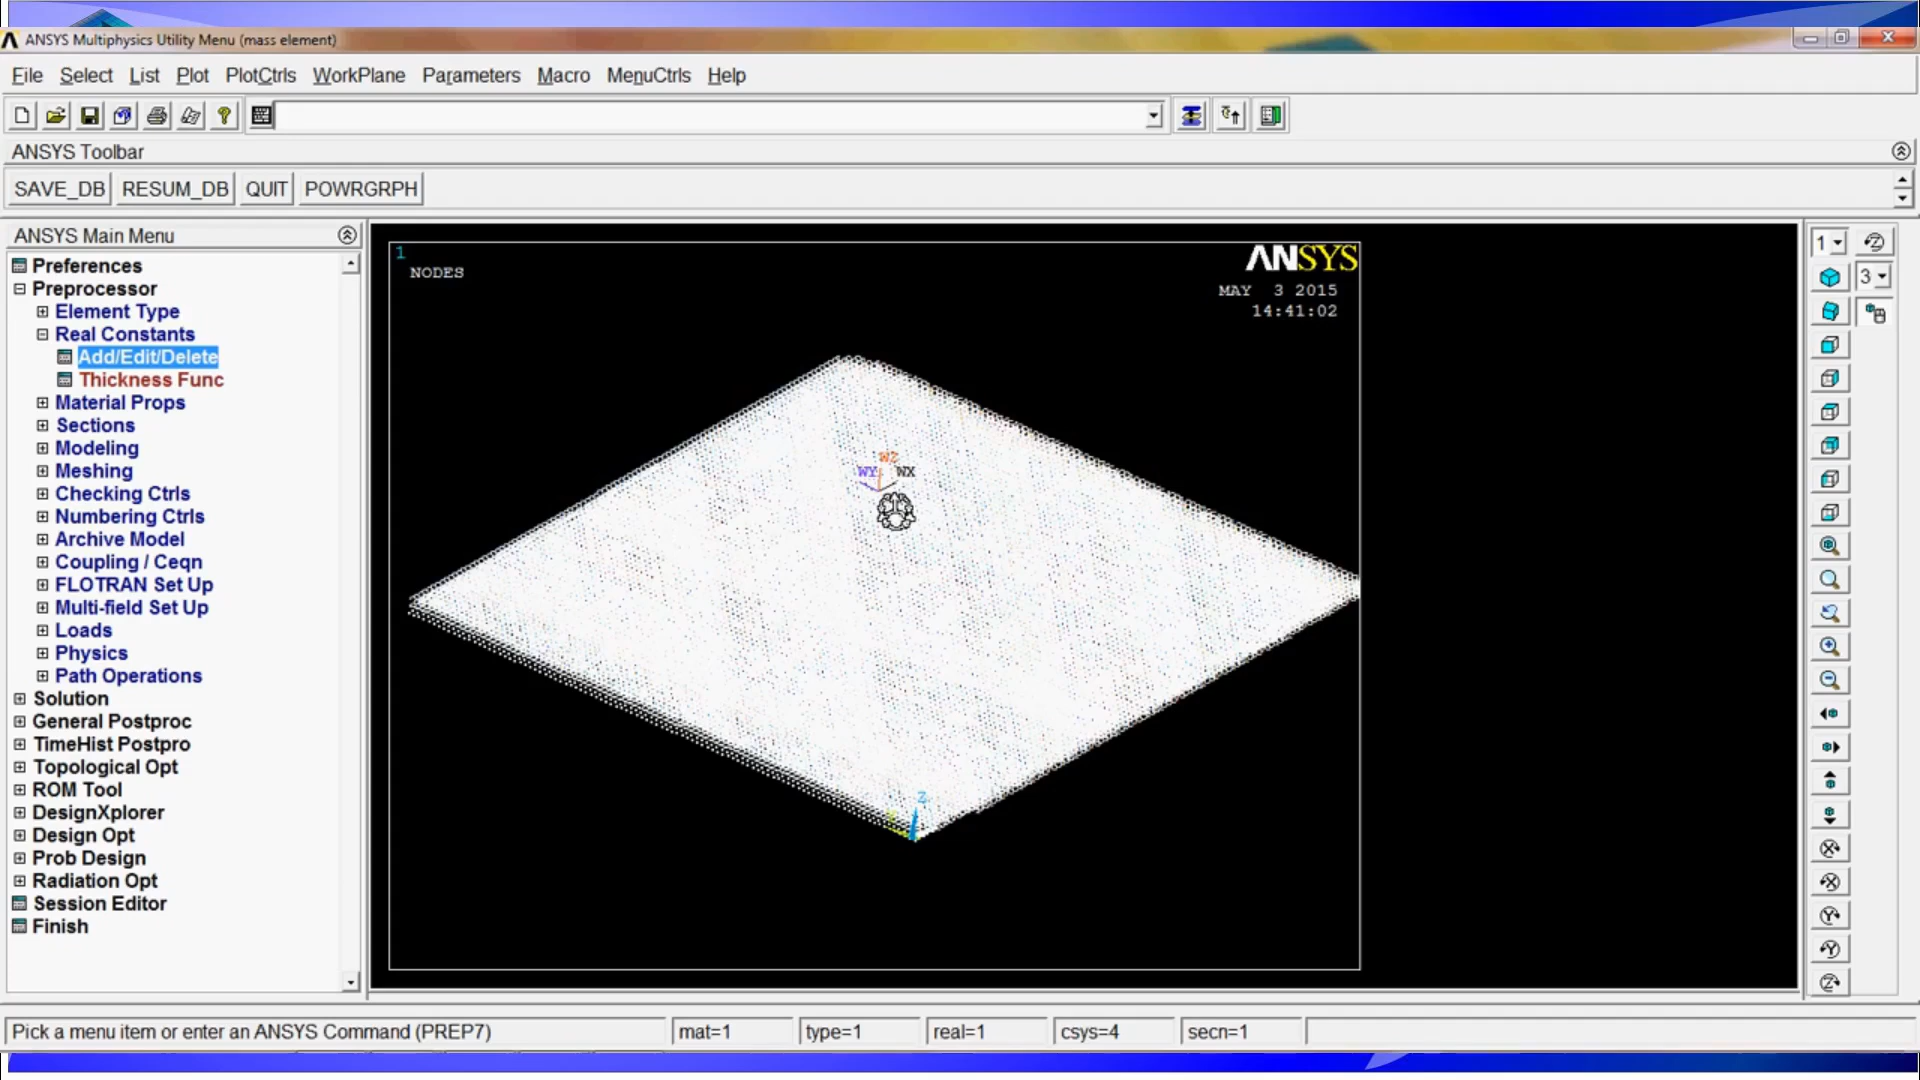 ANSYS Multiphysics Utility Menu (mass element)
File Select List Plot PlotCtrls WorkPlane Parameters Macro MenuCtrls Help
ANSYS Toolbar
SAVE_DB RESUM_DB QUIT POWRGRPH
ANSYS Main Menu
Preferences
Preprocessor
Element Type
Real Constants
Add/Edit/Delete
Thickness Func
Material Props
Sections
Modeling
Meshing
Checking Ctrls
Numbering Ctrls
Archive Model
Coupling / Ceqn
FLOTRAN Set Up
Multi-field Set Up
Loads
Physics
Path Operations
Solution
General Postproc
TimeHist Postpro
Topological Opt
ROM Tool
DesignXplorer
Design Opt
Prob Design
Radiation Opt
Session Editor
Finish
1
NODES
ANSYS
MAY 3 2015
14:41:02
WZ
WY WX
Z
1
3
Pick a menu item or enter an ANSYS Command (PREP7)
mat=1
type=1
real=1
csys=4
secn=1